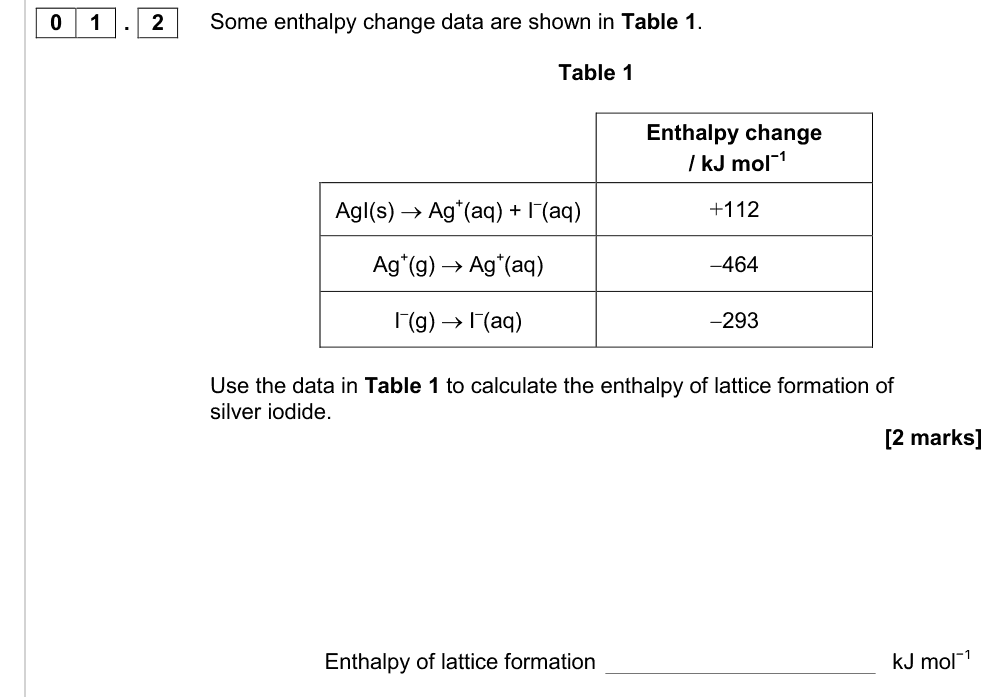 0 1 . 2 Some enthalpy change data are shown in Table 1.
Table 1
Enthalpy change
/ kJ mol⁻¹
AgI(s) → Ag⁺(aq) + I⁻(aq) +112
Ag⁺(g) → Ag⁺(aq) –464
I⁻(g) → I⁻(aq) –293
Use the data in Table 1 to calculate the enthalpy of lattice formation of
silver iodide.
[2 marks]
Enthalpy of lattice formation kJ mol⁻¹